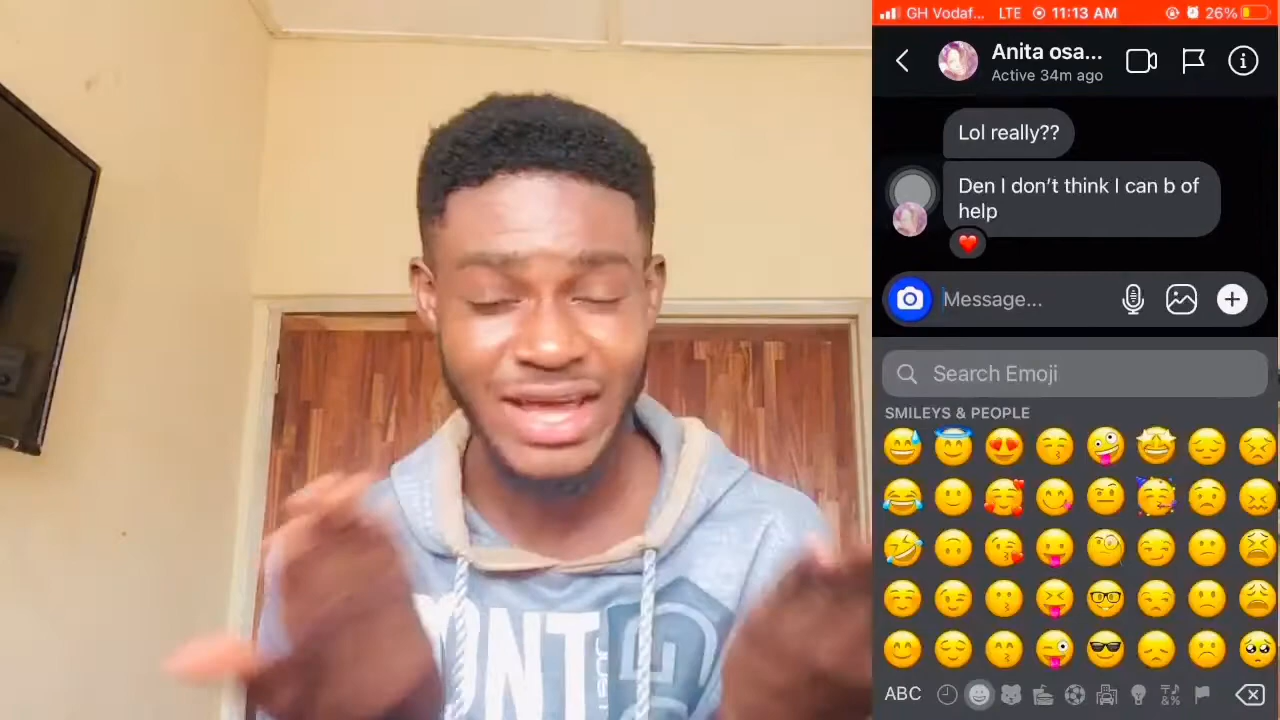 GH Vodaf... LTE 11:13 AM 26%
Anita osa...
Active 34m ago
Lol really??
Den I don't think I can b of
help
Message...
Search Emoji
SMILEYS & PEOPLE
ABC